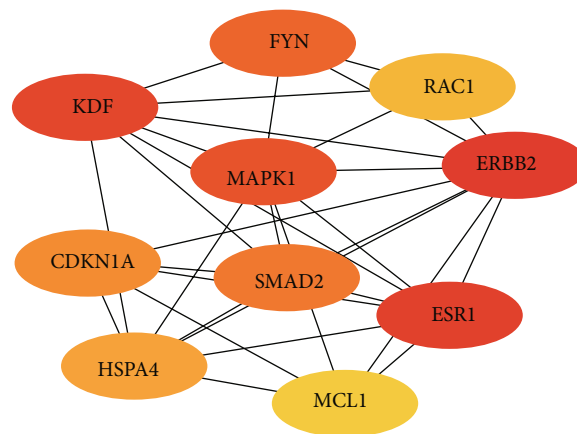 FYN
RAC1
KDF
ERBB2
MAPK1
CDKN1A
SMAD2
ESR1
HSPA4
MCL1